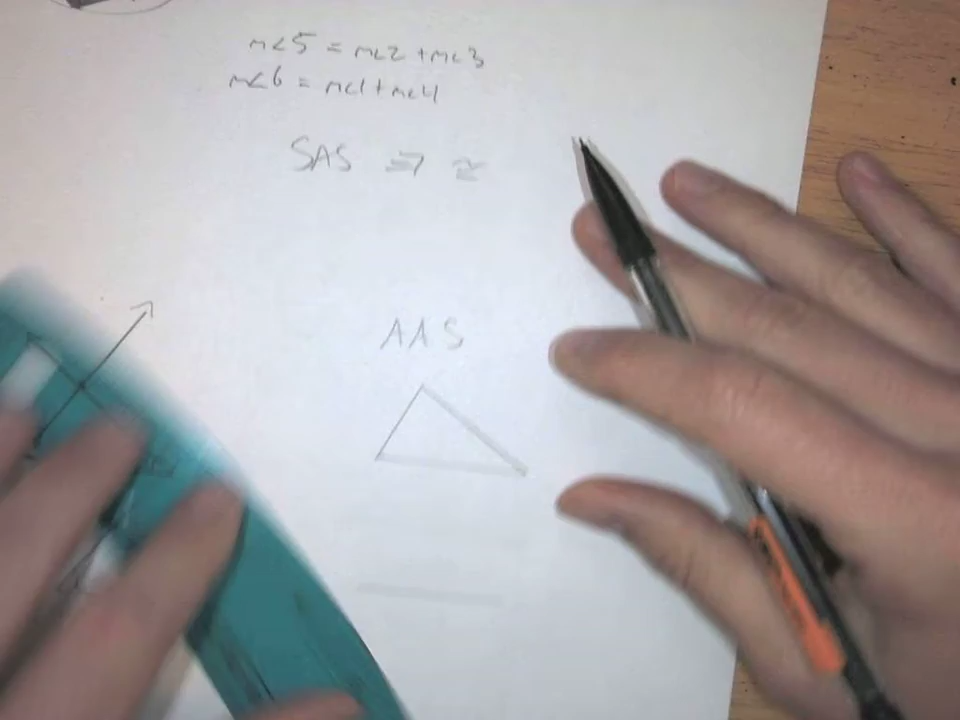 m<5 = m<2 + m<3
m<6 = m<1 + m<4
SAS ⇒ ≅
AAS